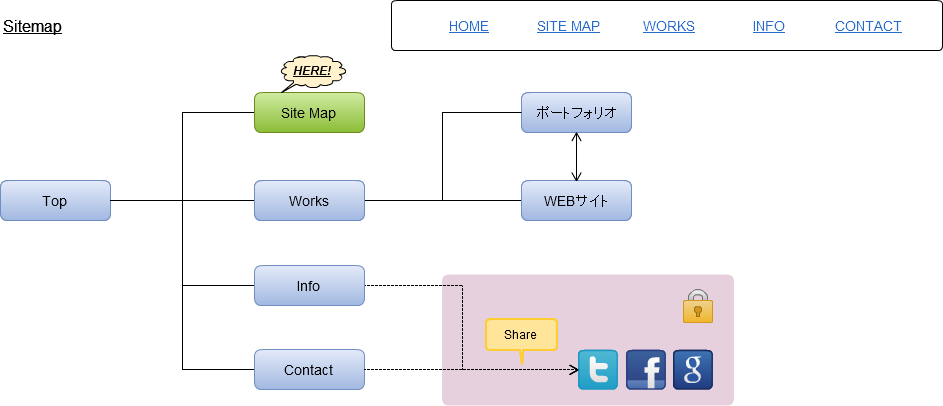 Sitemap
HOME SITE MAP WORKS INFO CONTACT
HERE!
Site Map
ポートフォリオ
Top
Works
WEBサイト
Info
Share
Contact